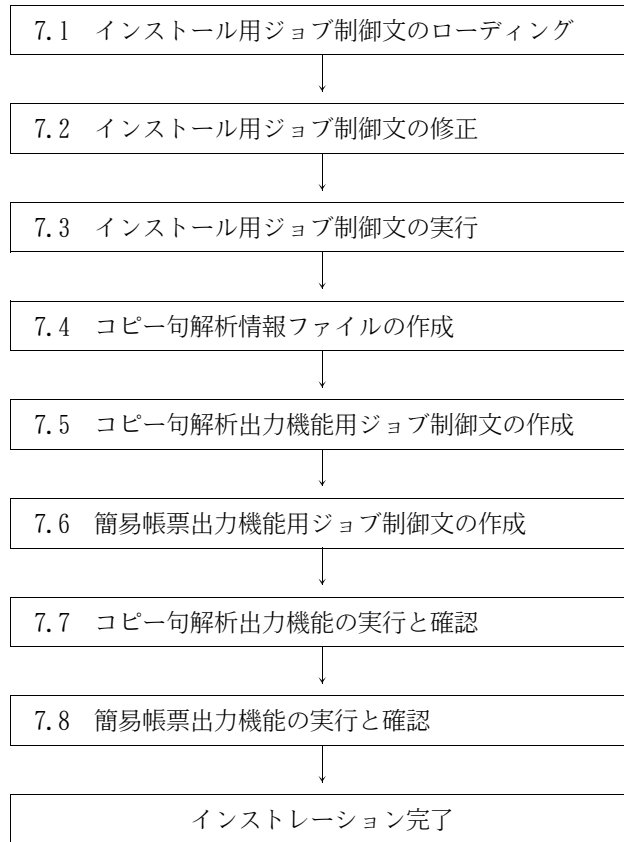 7.1 インストール用ジョブ制御文のローディング
7.2 インストール用ジョブ制御文の修正
7.3 インストール用ジョブ制御文の実行
7.4 コピー句解析情報ファイルの作成
7.5 コピー句解析出力機能用ジョブ制御文の作成
7.6 簡易帳票出力機能用ジョブ制御文の作成
7.7 コピー句解析出力機能の実行と確認
7.8 簡易帳票出力機能の実行と確認
インストレーション完了